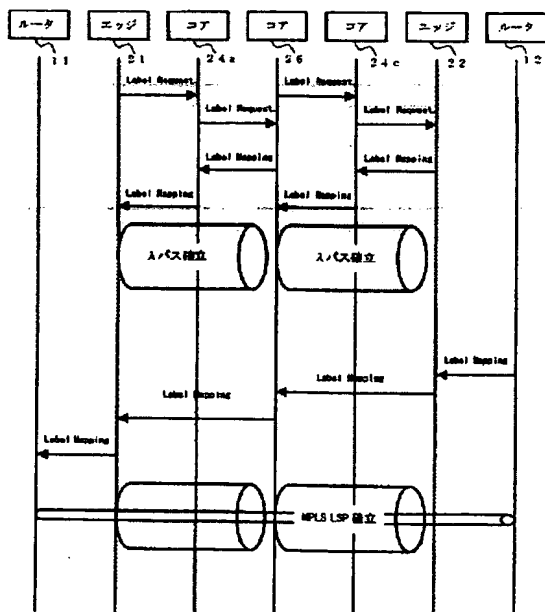 ルータ エッジ コア コア コア エッジ ルータ
11 21 24a 26 24c 22 12
Label Request Label Request
Label Request Label Request
Label Mapping Label Mapping
Label Mapping Label Mapping
λパス確立 λパス確立
Label Mapping
Label Mapping
Label Mapping
Label Mapping
MPLS LSP 確立